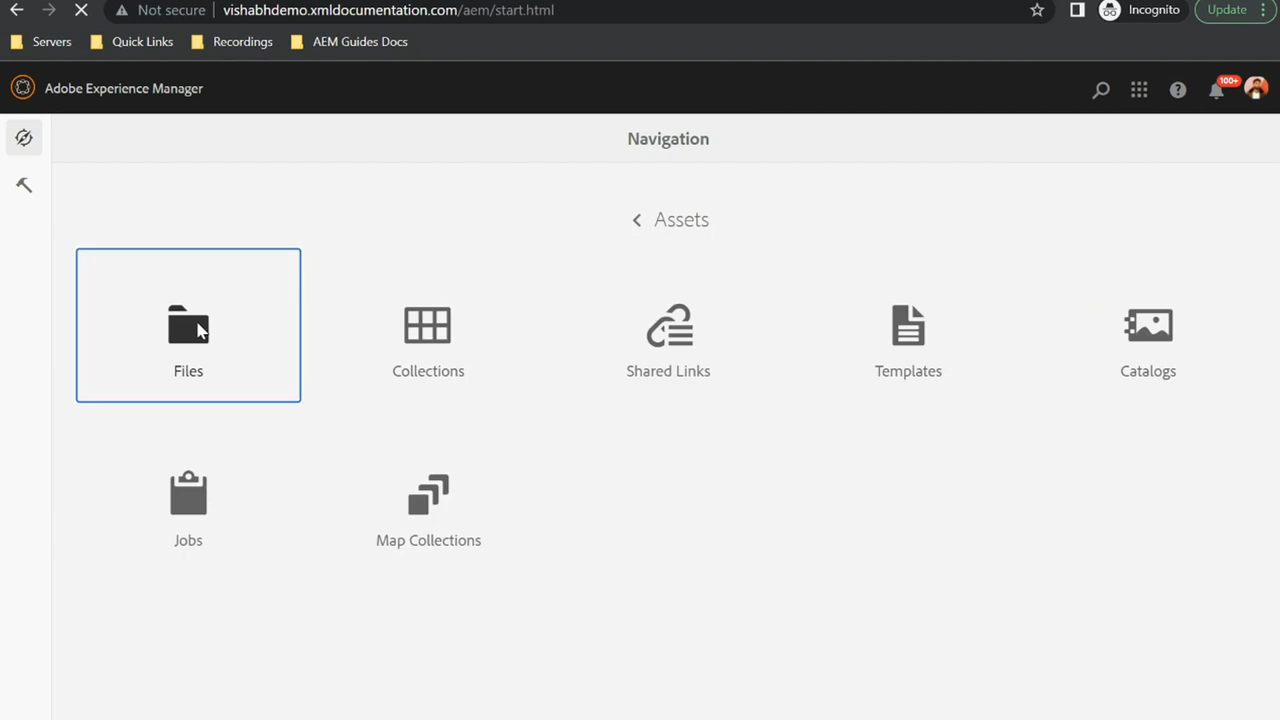 Not secure vishabhdemo.xmldocumentation.com/aem/start.html Incognito Update
Servers Quick Links Recordings AEM Guides Docs
Adobe Experience Manager 100+
Navigation
Assets
Files Collections Shared Links Templates Catalogs
Jobs Map Collections